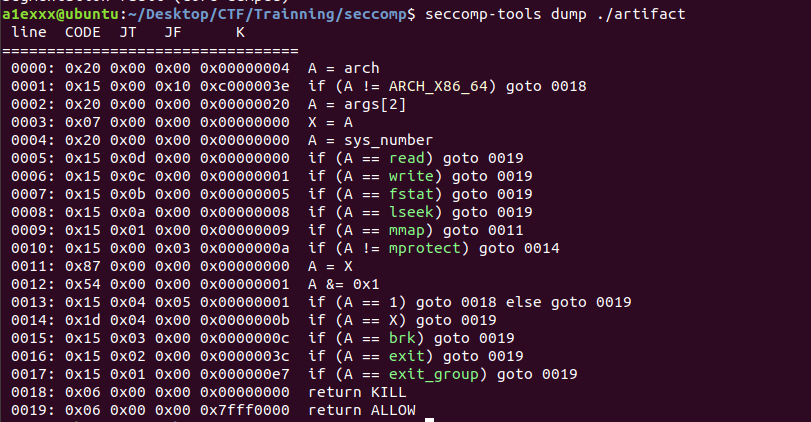 a1exxx@ubuntu:~/Desktop/CTF/Trainning/seccomp$ seccomp-tools dump ./artifact
 line  CODE  JT   JF      K
=================================
 0000: 0x20 0x00 0x00 0x00000004  A = arch
 0001: 0x15 0x00 0x10 0xc000003e  if (A != ARCH_X86_64) goto 0018
 0002: 0x20 0x00 0x00 0x00000020  A = args[2]
 0003: 0x07 0x00 0x00 0x00000000  X = A
 0004: 0x20 0x00 0x00 0x00000000  A = sys_number
 0005: 0x15 0x0d 0x00 0x00000000  if (A == read) goto 0019
 0006: 0x15 0x0c 0x00 0x00000001  if (A == write) goto 0019
 0007: 0x15 0x0b 0x00 0x00000005  if (A == fstat) goto 0019
 0008: 0x15 0x0a 0x00 0x00000008  if (A == lseek) goto 0019
 0009: 0x15 0x01 0x00 0x00000009  if (A == mmap) goto 0011
 0010: 0x15 0x00 0x03 0x0000000a  if (A != mprotect) goto 0014
 0011: 0x87 0x00 0x00 0x00000000  A = X
 0012: 0x54 0x00 0x00 0x00000001  A &= 0x1
 0013: 0x15 0x04 0x05 0x00000001  if (A == 1) goto 0018 else goto 0019
 0014: 0x1d 0x04 0x00 0x0000000b  if (A == X) goto 0019
 0015: 0x15 0x03 0x00 0x0000000c  if (A == brk) goto 0019
 0016: 0x15 0x02 0x00 0x0000003c  if (A == exit) goto 0019
 0017: 0x15 0x01 0x00 0x000000e7  if (A == exit_group) goto 0019
 0018: 0x06 0x00 0x00 0x00000000  return KILL
 0019: 0x06 0x00 0x00 0x7fff0000  return ALLOW